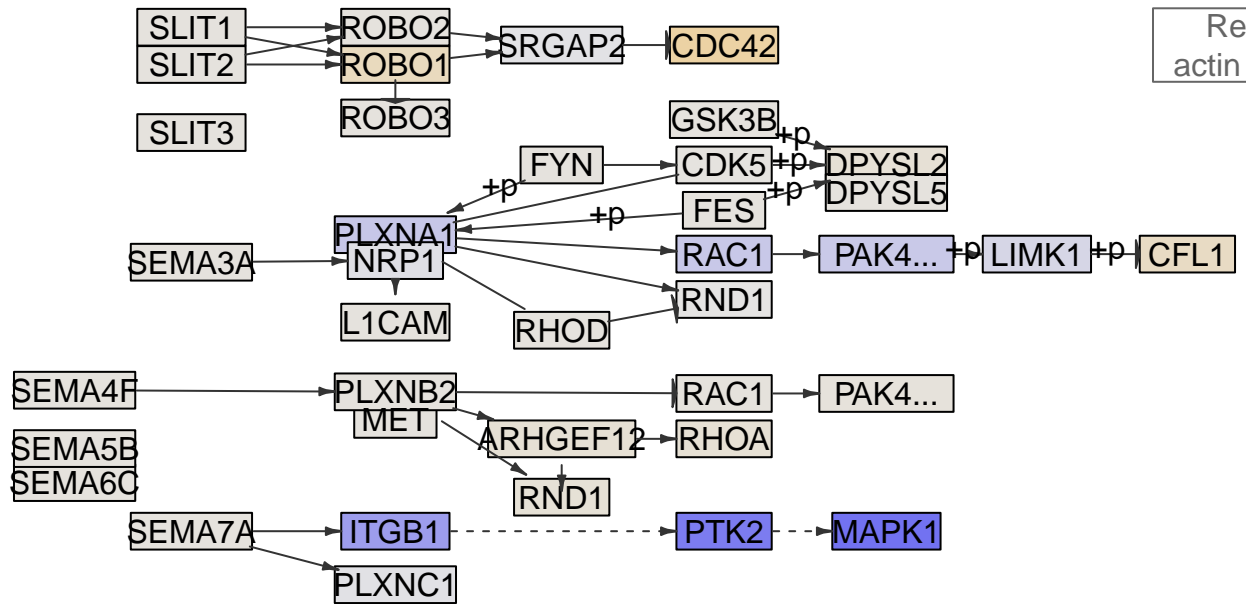 SLIT1
ROBO2
SRGAP2
CDC42
Re
actin
SLIT2
ROBO1
SLIT3
ROBO3
GSK3B
+p
FYN
CDK5
+p
DPYSL2
+p
FES
+p
DPYSL5
PLXNA1
+p
SEMA3A
NRP1
RAC1
PAK4...
+p
LIMK1
+p
CFL1
RND1
L1CAM
RHOD
SEMA4F
PLXNB2
RAC1
PAK4...
MET
SEMA5B
ARHGEF12
RHOA
SEMA6C
RND1
SEMA7A
ITGB1
PTK2
MAPK1
PLXNC1